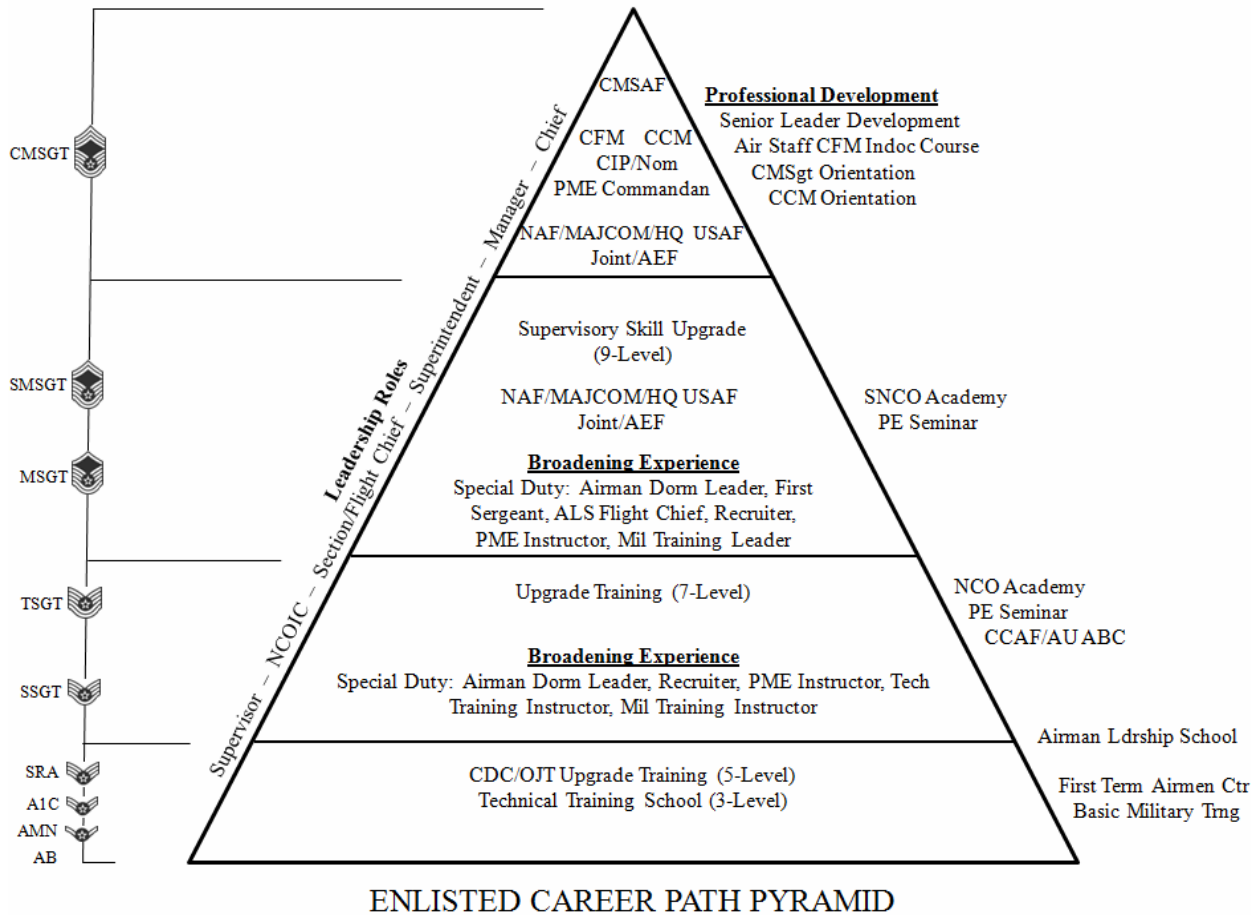 CMSAF
Professional Development
Senior Leader Development
Air Staff CFM Indoc Course
CMSgt Orientation
CCM Orientation
CFM CCM
CIP/Nom
PME Commandan
NAF/MAJCOM/HQ USAF
Joint/AEF
CMSGT
Supervisory Skill Upgrade
(9-Level)
NAF/MAJCOM/HQ USAF
Joint/AEF
SMSGT
SNCO Academy
PE Seminar
Broadening Experience
Special Duty: Airman Dorm Leader, First
Sergeant, ALS Flight Chief, Recruiter,
PME Instructor, Mil Training Leader
MSGT
Leadership Roles
Supervisor – NCOIC – Section/Flight Chief – Superintendent – Manager – Chief
Upgrade Training (7-Level)
TSGT
NCO Academy
PE Seminar
CCAF/AU ABC
Broadening Experience
Special Duty: Airman Dorm Leader, Recruiter, PME Instructor, Tech
Training Instructor, Mil Training Instructor
SSGT
Airman Ldrship School
CDC/OJT Upgrade Training (5-Level)
Technical Training School (3-Level)
First Term Airmen Ctr
Basic Military Trng
SRA
A1C
AMN
AB
ENLISTED CAREER PATH PYRAMID